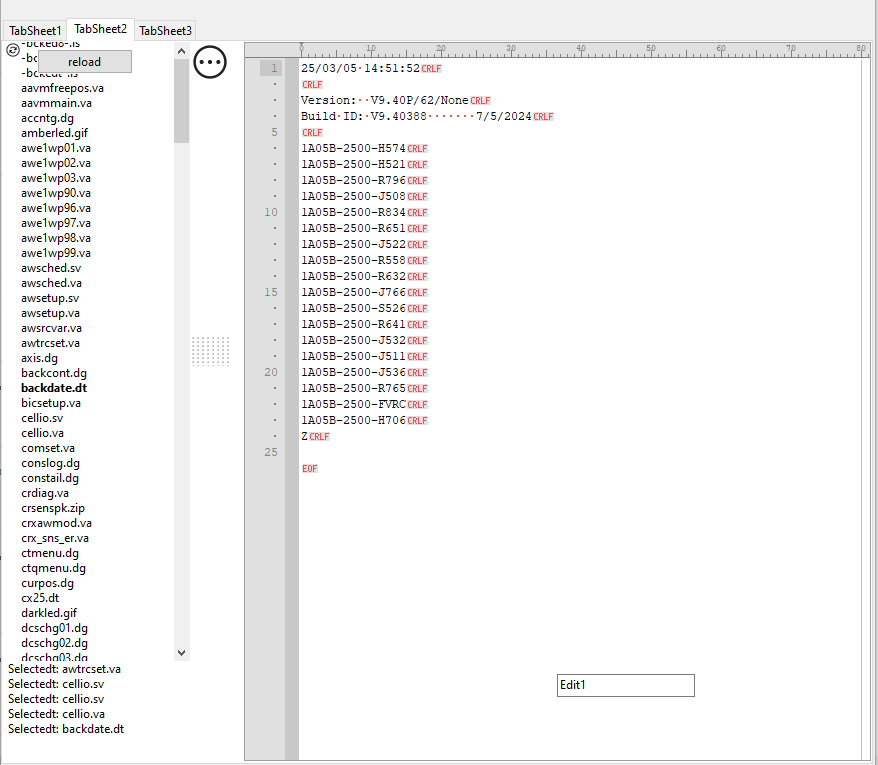 TabSheet1 TabSheet2 TabSheet3
reload
aavmfreepos.va
aavmmain.va
accntg.dg
amberled.gif
awe1wp01.va
awe1wp02.va
awe1wp03.va
awe1wp90.va
awe1wp96.va
awe1wp97.va
awe1wp98.va
awe1wp99.va
awsched.sv
awsched.va
awsetup.sv
awsetup.va
awsrcvar.va
awtrcset.va
axis.dg
backcont.dg
backdate.dt
bicsetup.va
cellio.sv
cellio.va
comset.va
conslog.dg
constail.dg
crdiag.va
crsenspk.zip
crxawmod.va
crx_sns_er.va
ctmenu.dg
ctqmenu.dg
curpos.dg
cx25.dt
darkled.gif
dcschg01.dg
dcschg02.dg
dcschg03.dg
Selectedt: awtrcset.va
Selectedt: cellio.sv
Selectedt: cellio.sv
Selectedt: cellio.va
Selectedt: backdate.dt
0 10 20 30 40 50 60 70 80
1 25/03/05·14:51:52CRLF
· CRLF
· Version:··V9.40P/62/NoneCRLF
· Build·ID:·V9.40388·······7/5/2024CRLF
5 CRLF
· 1A05B-2500-H574CRLF
· 1A05B-2500-H521CRLF
· 1A05B-2500-R796CRLF
· 1A05B-2500-J508CRLF
10 1A05B-2500-R834CRLF
· 1A05B-2500-R651CRLF
· 1A05B-2500-J522CRLF
· 1A05B-2500-R558CRLF
· 1A05B-2500-R632CRLF
15 1A05B-2500-J766CRLF
· 1A05B-2500-S526CRLF
· 1A05B-2500-R641CRLF
· 1A05B-2500-J532CRLF
· 1A05B-2500-J511CRLF
20 1A05B-2500-J536CRLF
· 1A05B-2500-R765CRLF
· 1A05B-2500-FVRCCRLF
· 1A05B-2500-H706CRLF
· ZCRLF
25
EOF
Edit1